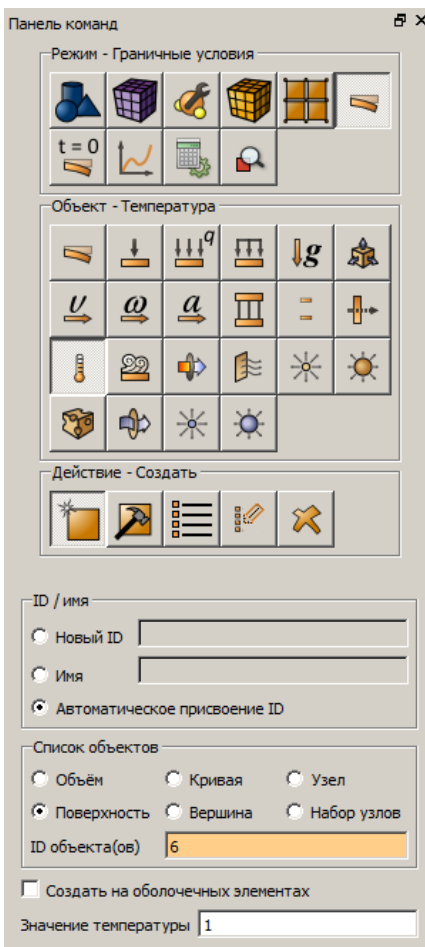 Панель команд
Режим - Граничные условия
t = 0
Объект - Температура
q
g
v ω a
Действие - Создать
ID / имя
Новый ID
Имя
Автоматическое присвоение ID
Список объектов
Объём Кривая Узел
Поверхность Вершина Набор узлов
ID объекта(ов) 6
Создать на оболочечных элементах
Значение температуры 1